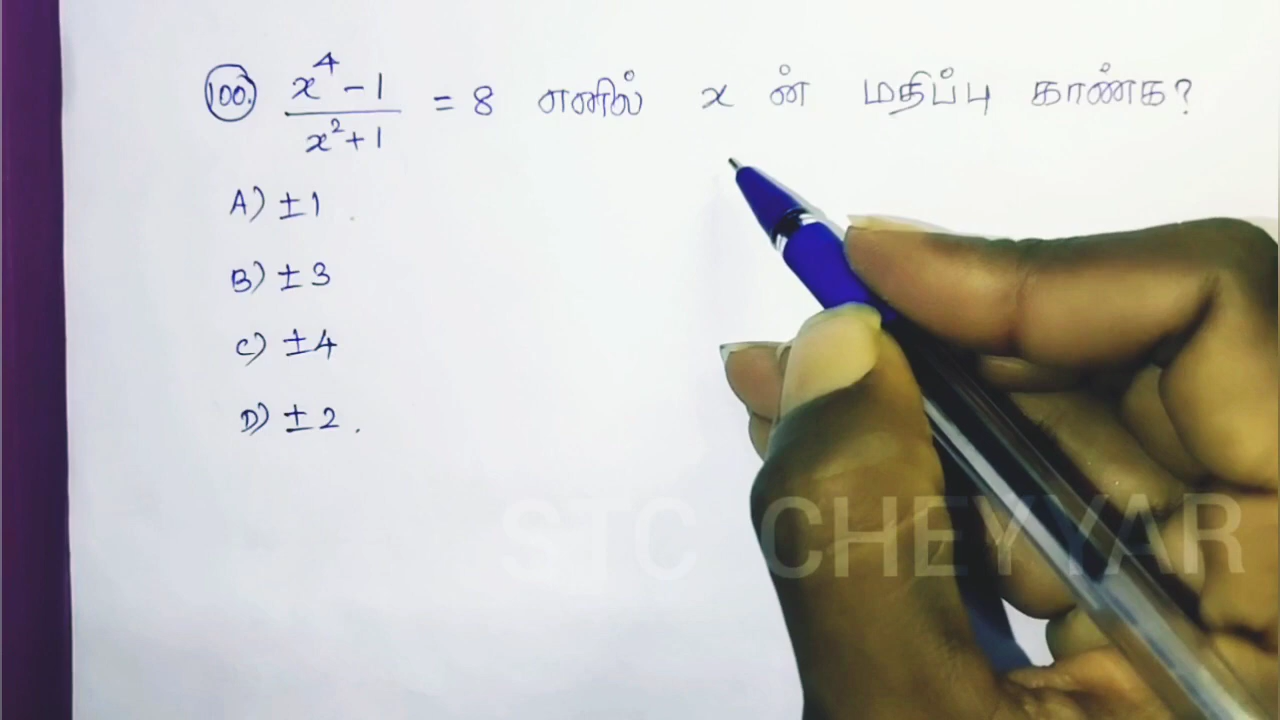 100. x⁴ - 1 / x² + 1 = 8 எனில் x ன் மதிப்பு காண்க?
A) ±1
B) ±3
C) ±4
D) ±2.
STC CHEYYAR